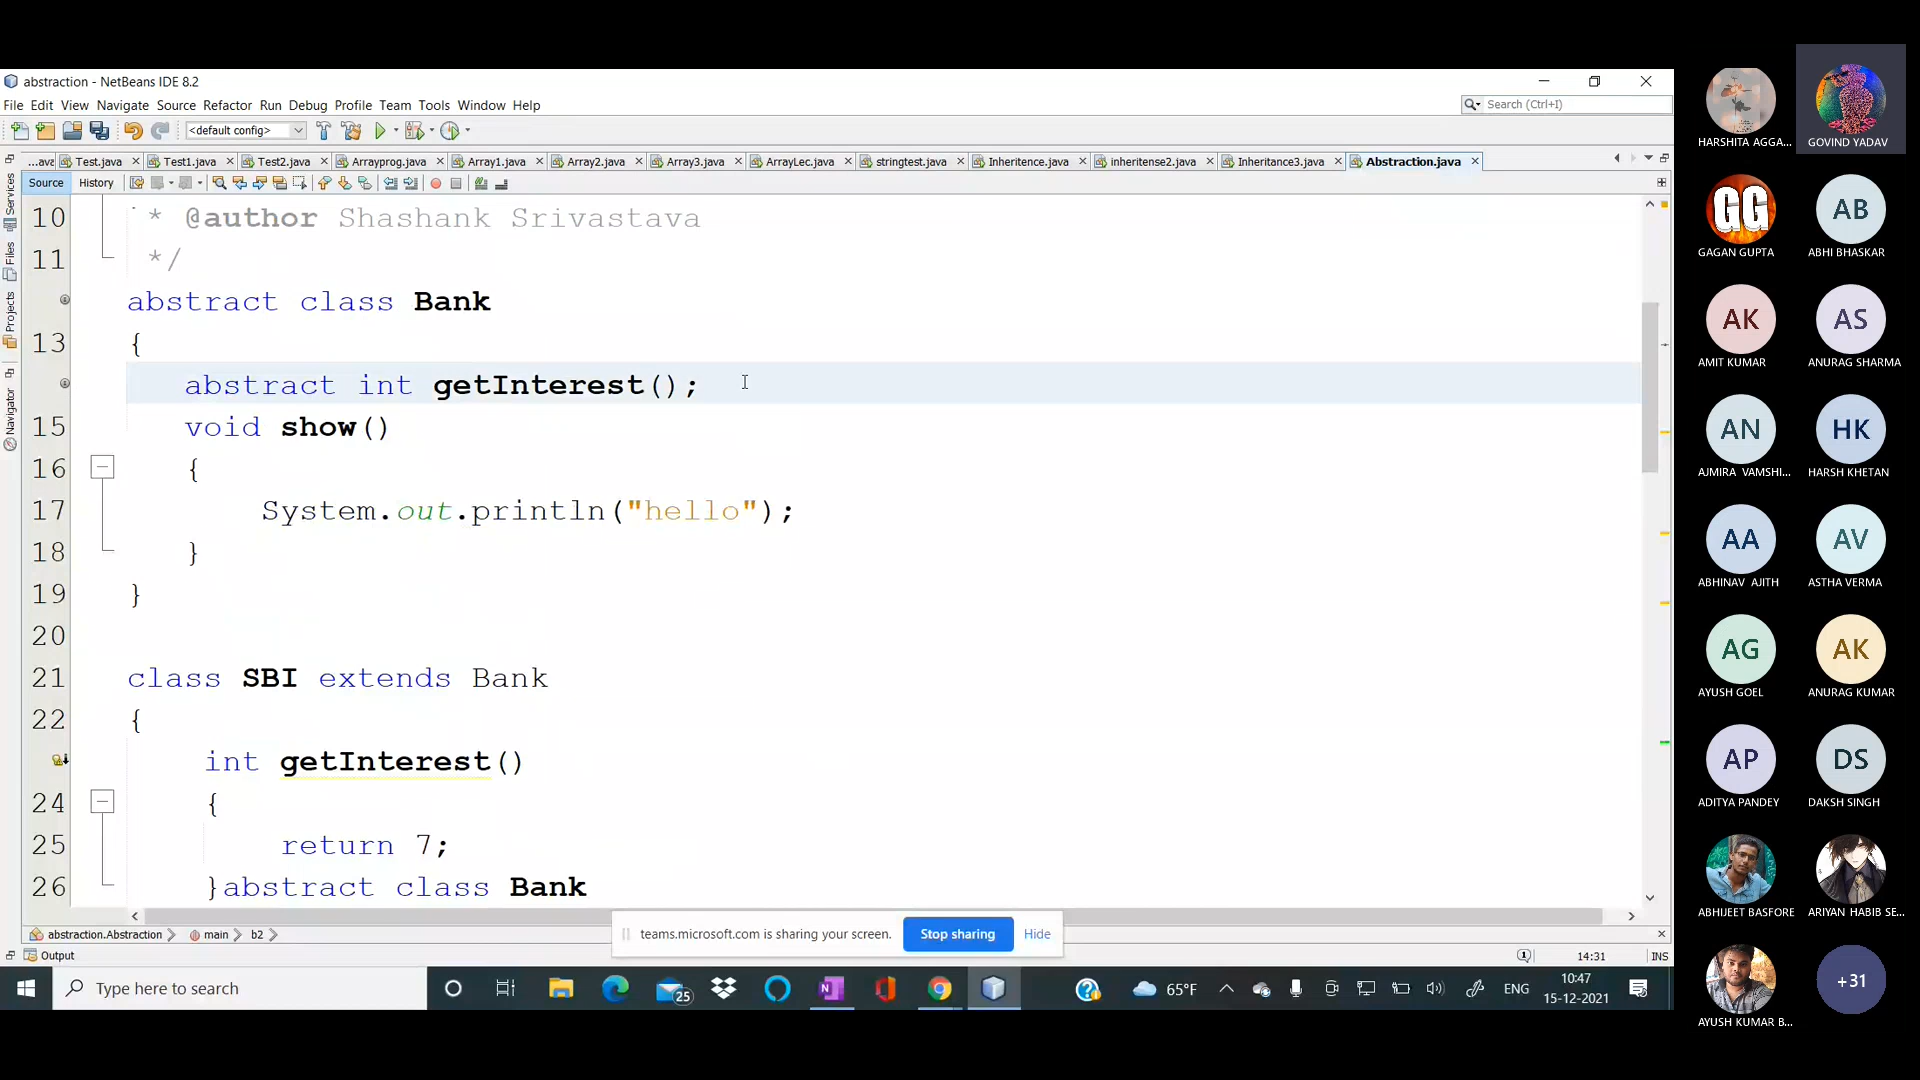 abstraction - NetBeans IDE 8.2
File Edit View Navigate Source Refactor Run Debug Profile Team Tools Window Help
Search (Ctrl+I)
<default config>
...ave Test.java Test1.java Test2.java Arrayprog.java Array1.java Array2.java Array3.java ArrayLec.java stringtest.java Inheritence.java inheritense2.java Inheritance3.java Abstraction.java
Source History
Services
Files
Projects
Navigator
10 * @author Shashank Srivastava
11 */
abstract class Bank
13 {
abstract int getInterest();
15 void show()
16 {
17 System.out.println("hello");
18 }
19 }
20
21 class SBI extends Bank
22 {
int getInterest()
24 {
25 return 7;
26 }abstract class Bank
abstraction.Abstraction main b2
teams.microsoft.com is sharing your screen. Stop sharing Hide
Output
1 14:31 INS
Type here to search
25
65°F
ENG
10:47
15-12-2021
HARSHITA AGGA...
GOVIND YADAV
GG
GAGAN GUPTA
AB
ABHI BHASKAR
AK
AMIT KUMAR
AS
ANURAG SHARMA
AN
AJMIRA VAMSHI...
HK
HARSH KHETAN
AA
ABHINAV AJITH
AV
ASTHA VERMA
AG
AYUSH GOEL
AK
ANURAG KUMAR
AP
ADITYA PANDEY
DS
DAKSH SINGH
ABHIJEET BASFORE
ARIYAN HABIB SE...
AYUSH KUMAR B...
+31